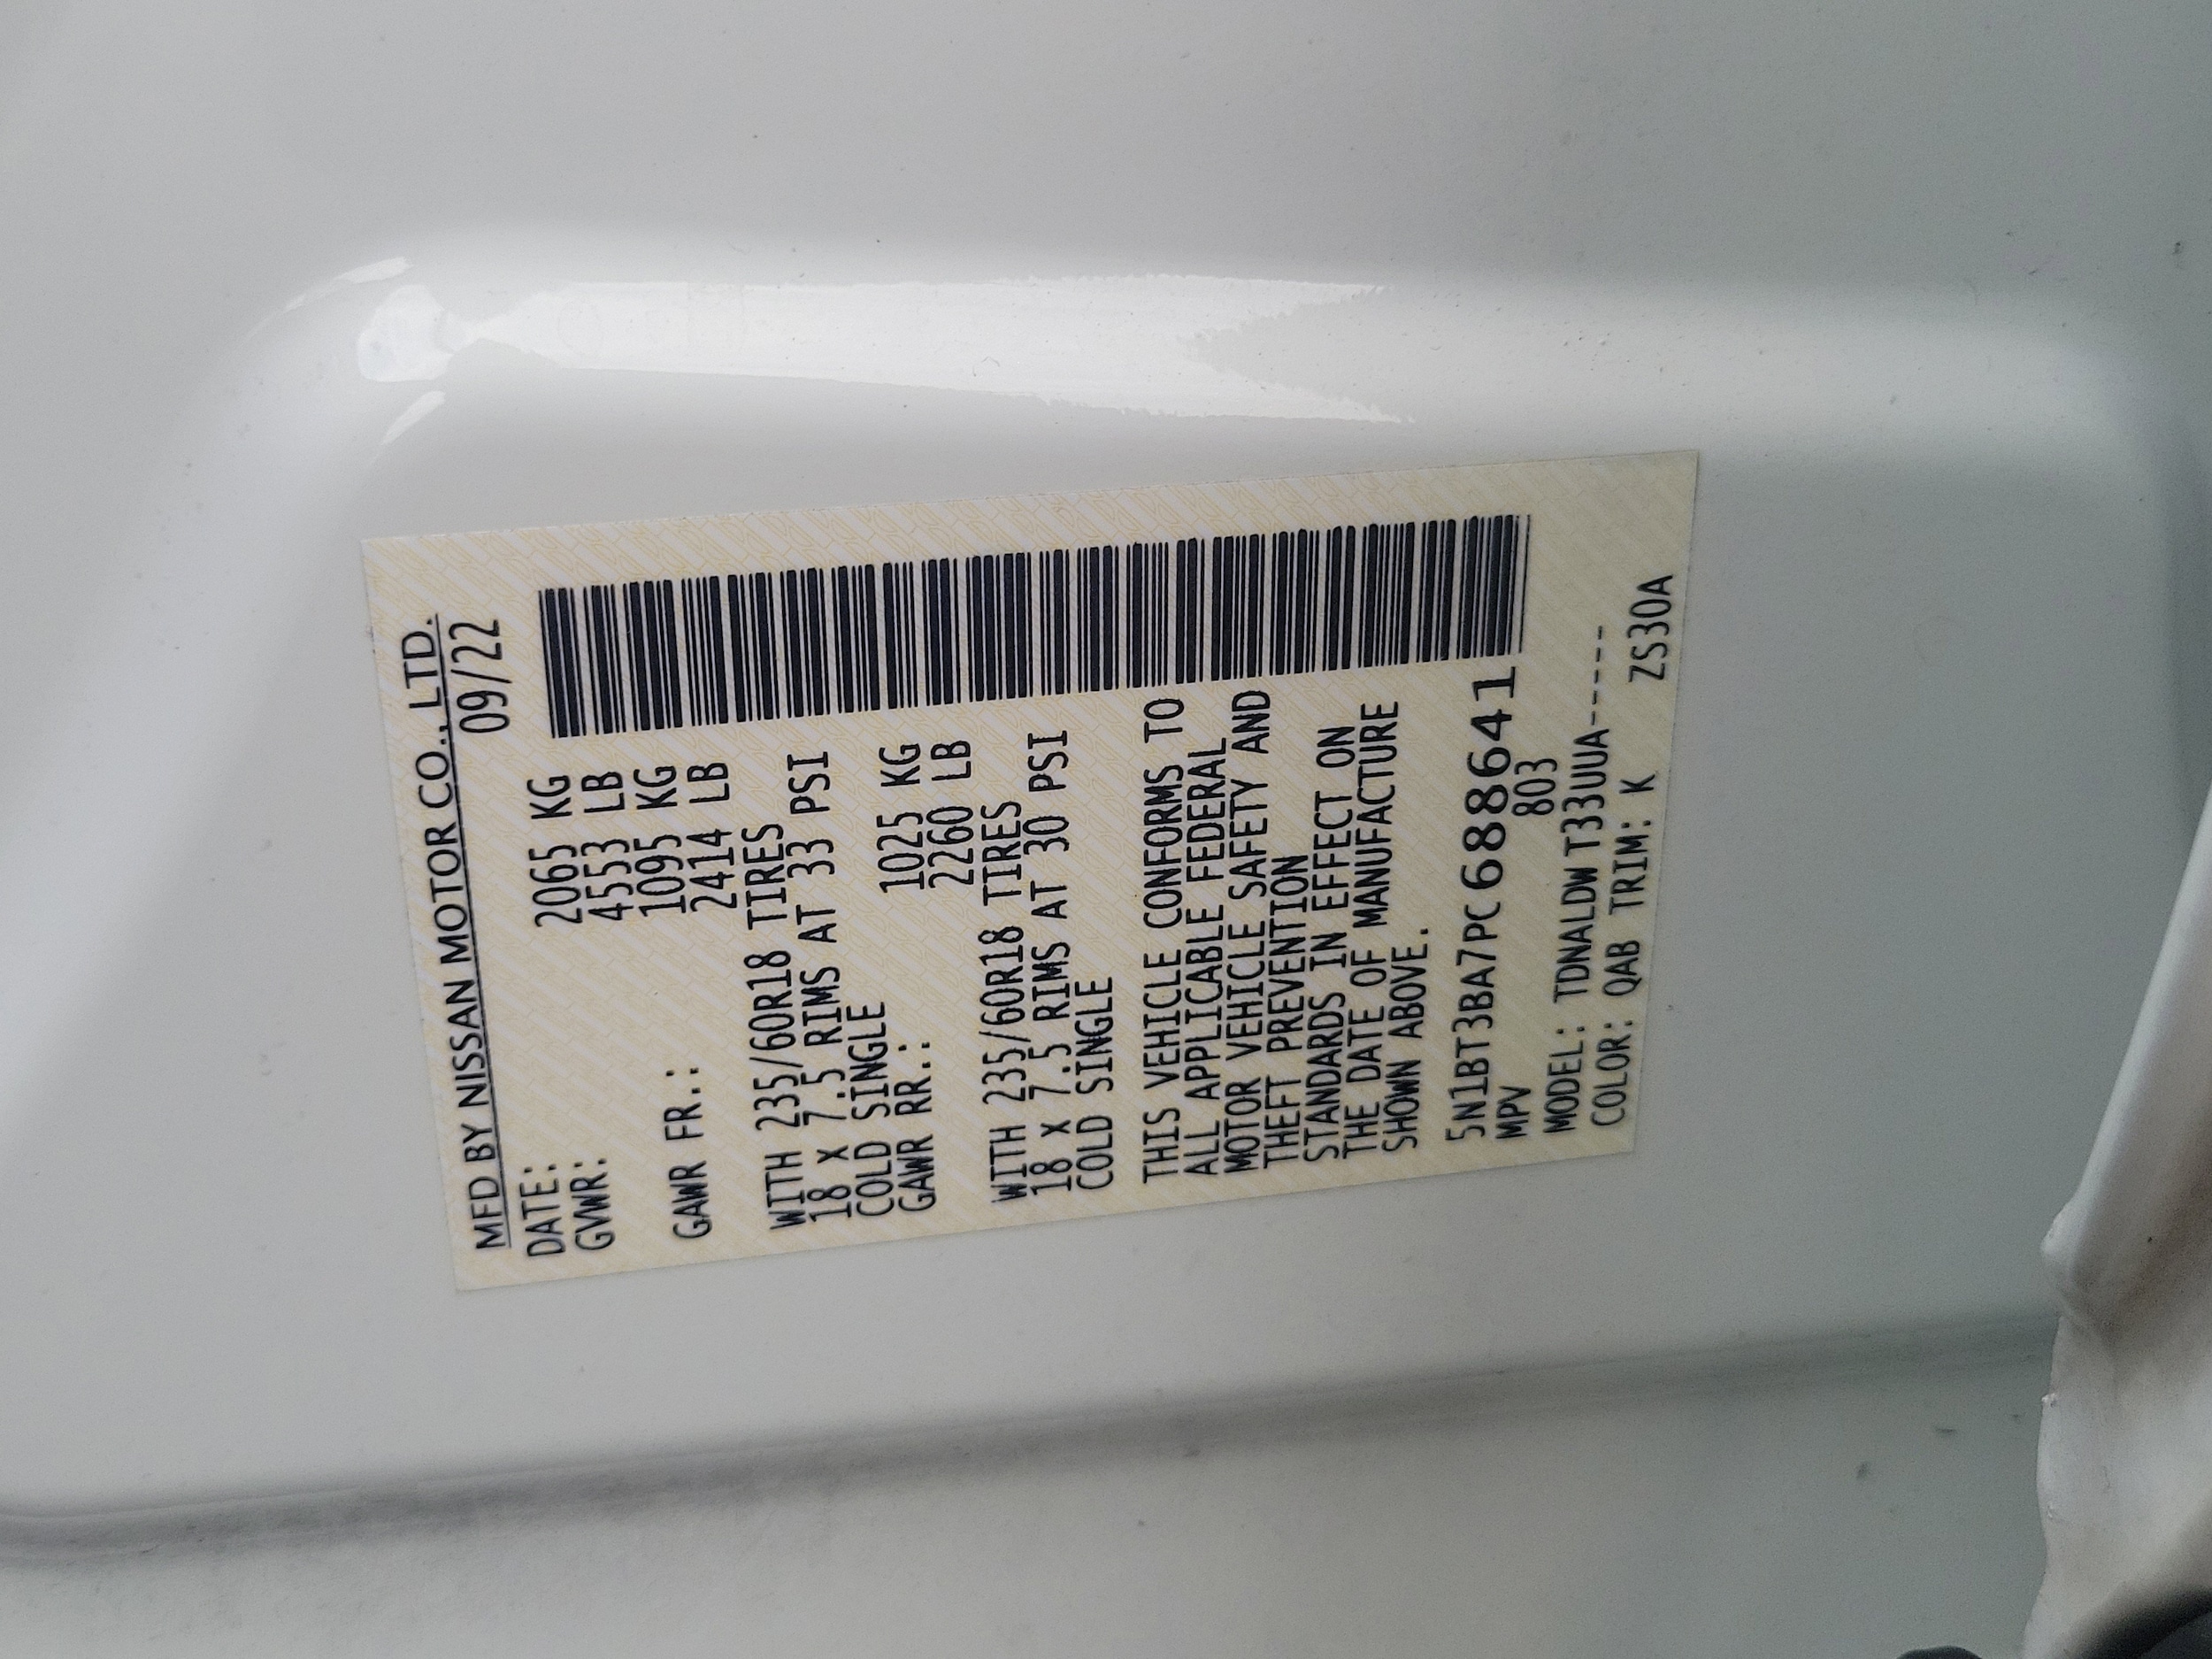 MFD BY NISSAN MOTOR CO., LTD.
DATE: 09/22
GVWR: 2065 KG
4553 LB
GAWR FR.: 1095 KG
2414 LB
WITH 235/60R18 TIRES
18 X 7.5 RIMS AT 33 PSI
COLD SINGLE
GAWR RR.: 1025 KG
2260 LB
WITH 235/60R18 TIRES
18 X 7.5 RIMS AT 30 PSI
COLD SINGLE
THIS VEHICLE CONFORMS TO
ALL APPLICABLE FEDERAL
MOTOR VEHICLE SAFETY AND
THEFT PREVENTION
STANDARDS IN EFFECT ON
THE DATE OF MANUFACTURE
SHOWN ABOVE.
5N1BT3BA7PC688641
MPV 803
MODEL: TDNALDW T33UUA-----
COLOR: QAB TRIM: K ZS30A